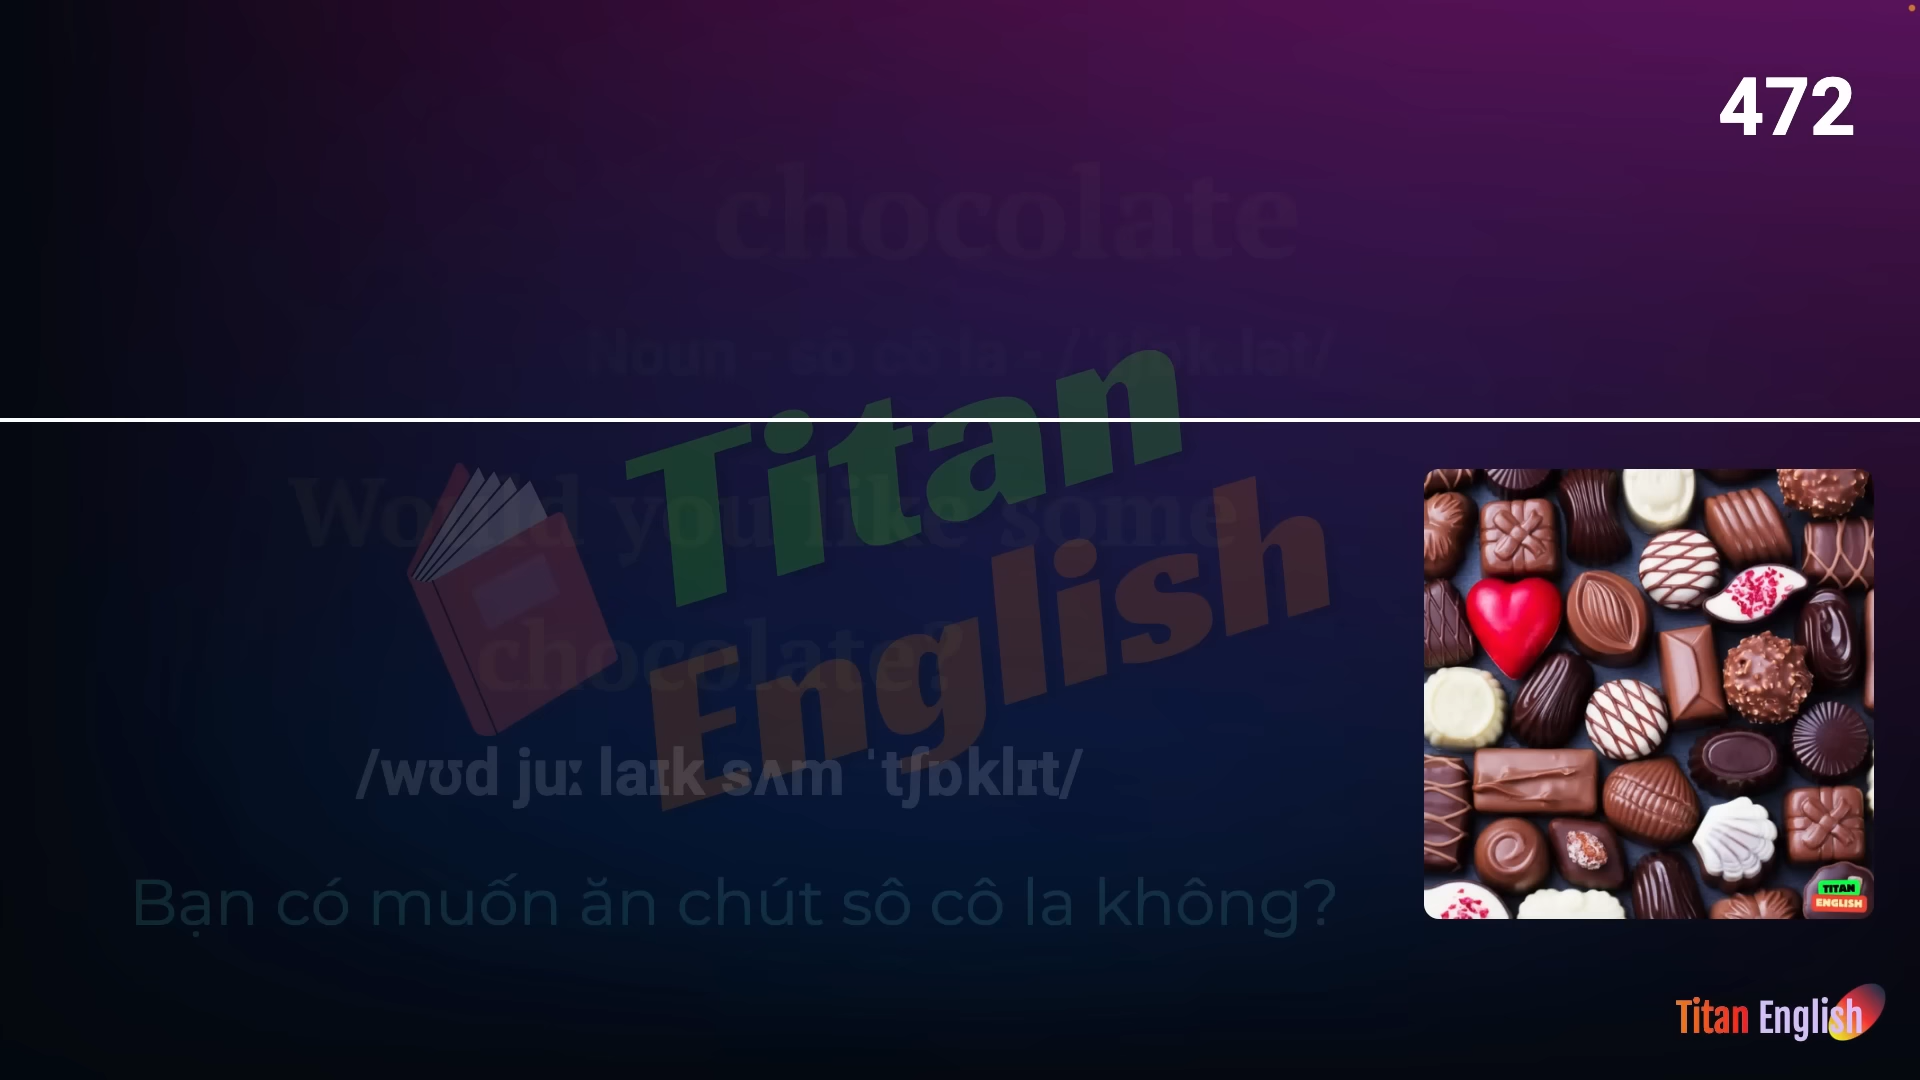 472
chocolate
Noun - sô cô la - /ˈtʃɒk.lət/
Titan
English
Would you like some
chocolate?
/wʊd juː laɪk sʌm ˈtʃɒklɪt/
Bạn có muốn ăn chút sô cô la không?
TITAN
ENGLISH
Titan English